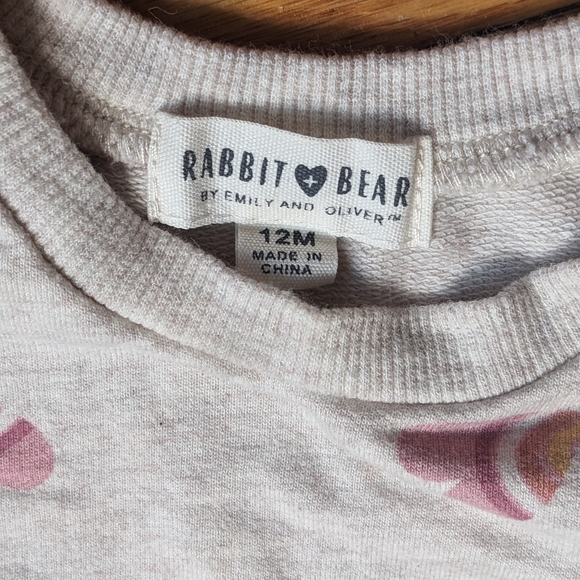 RABBIT + BEAR
BY EMILY AND OLIVER™
12M
MADE IN
CHINA